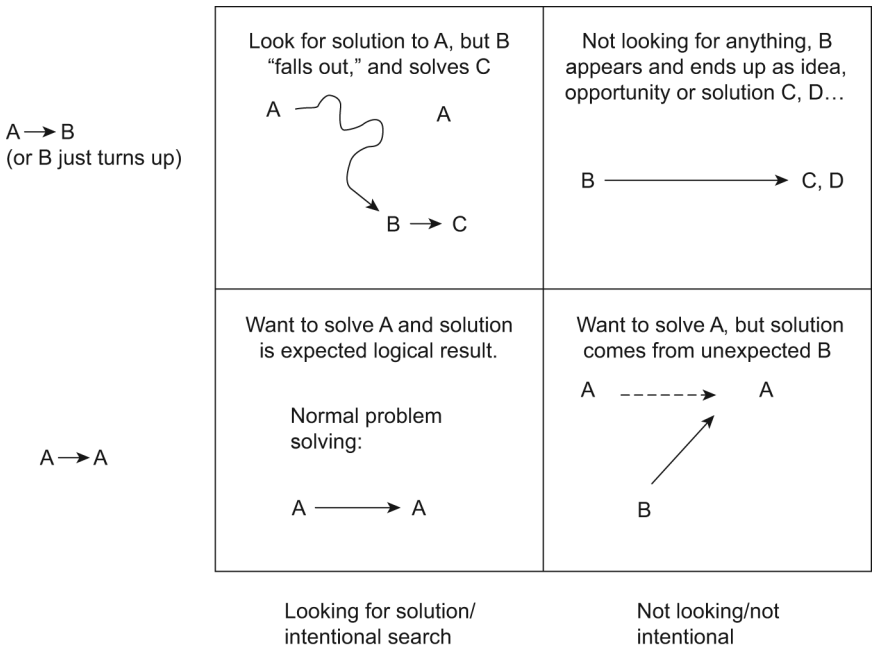 Look for solution to A, but B
“falls out,” and solves C
A
A
B → C
Not looking for anything, B
appears and ends up as idea,
opportunity or solution C, D…
B → C, D
A → B
(or B just turns up)
Want to solve A and solution
is expected logical result.
Normal problem
solving:
A → A
Want to solve A, but solution
comes from unexpected B
A
A
B
A → A
Looking for solution/
intentional search
Not looking/not
intentional